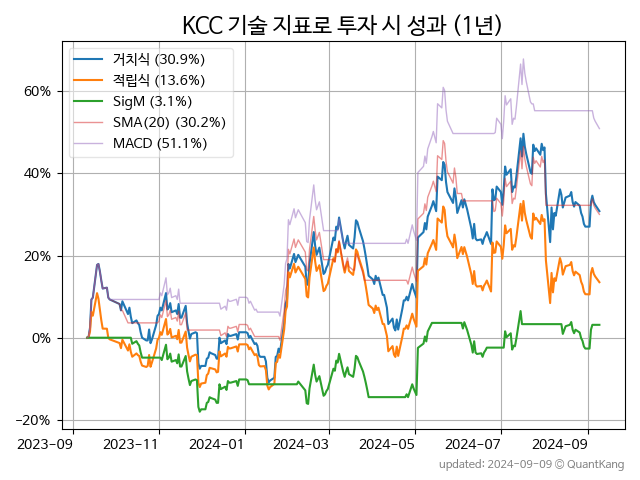 KCC 기술 지표로 투자 시 성과 (1년)
거치식 (30.9%)
적립식 (13.6%)
SigM (3.1%)
SMA(20) (30.2%)
MACD (51.1%)
60%
40%
20%
0%
−20%
2023-09 2023-11 2024-01 2024-03 2024-05 2024-07 2024-09
updated: 2024-09-09 © QuantKang